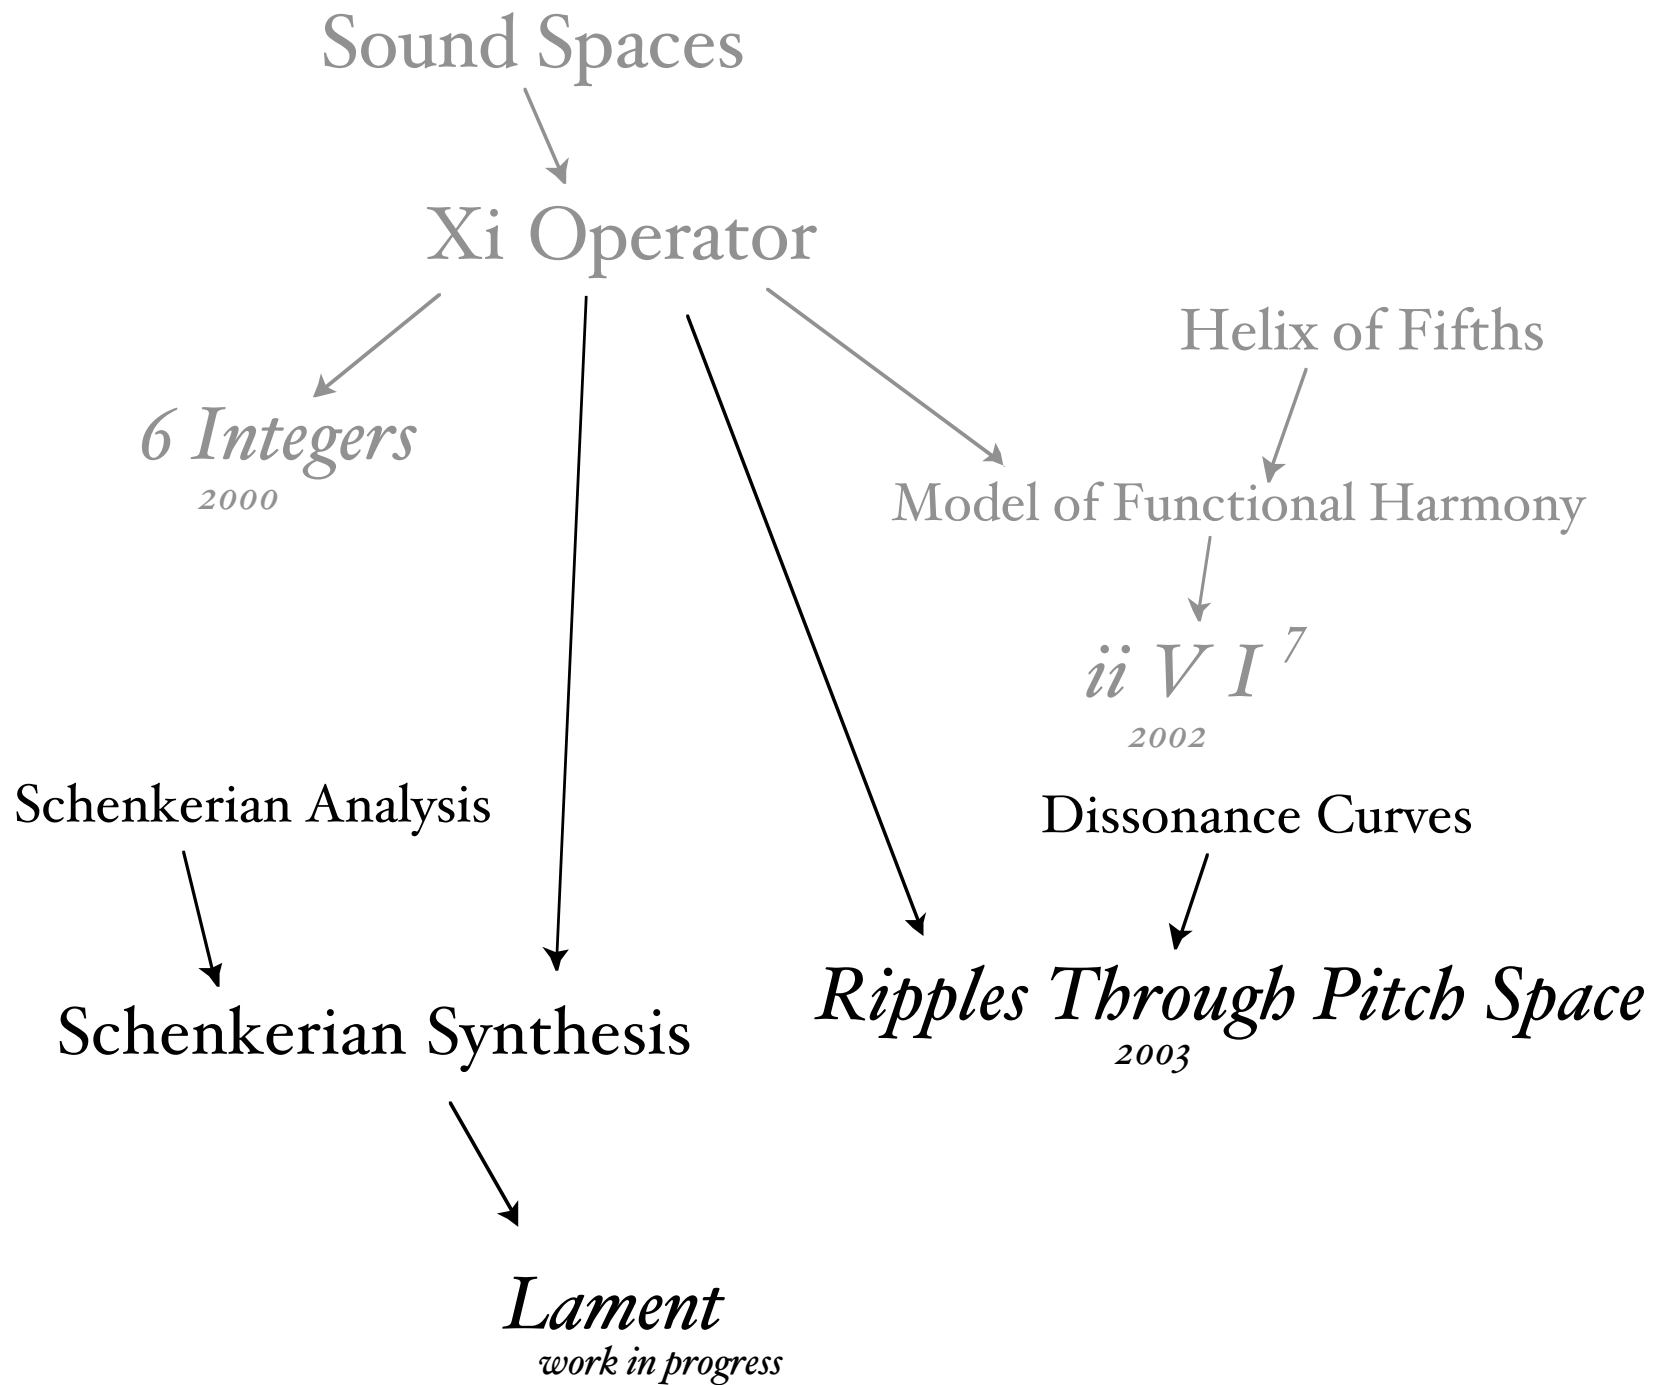 Sound Spaces
Xi Operator
Helix of Fifths
6 Integers
2000
Model of Functional Harmony
ii V I 7
2002
Schenkerian Analysis
Dissonance Curves
Ripples Through Pitch Space
2003
Schenkerian Synthesis
Lament
work in progress